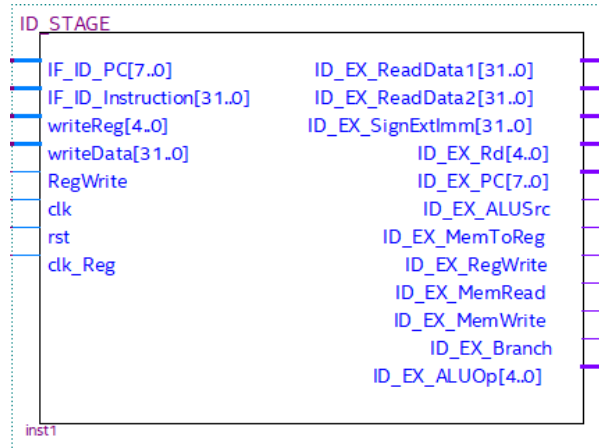 ID_STAGE
IF_ID_PC[7..0] ID_EX_ReadData1[31..0]
IF_ID_Instruction[31..0] ID_EX_ReadData2[31..0]
writeReg[4..0] ID_EX_SignExtImm[31..0]
writeData[31..0] ID_EX_Rd[4..0]
RegWrite ID_EX_PC[7..0]
clk ID_EX_ALUSrc
rst ID_EX_MemToReg
clk_Reg ID_EX_RegWrite
ID_EX_MemRead
ID_EX_MemWrite
ID_EX_Branch
ID_EX_ALUOp[4..0]
inst1